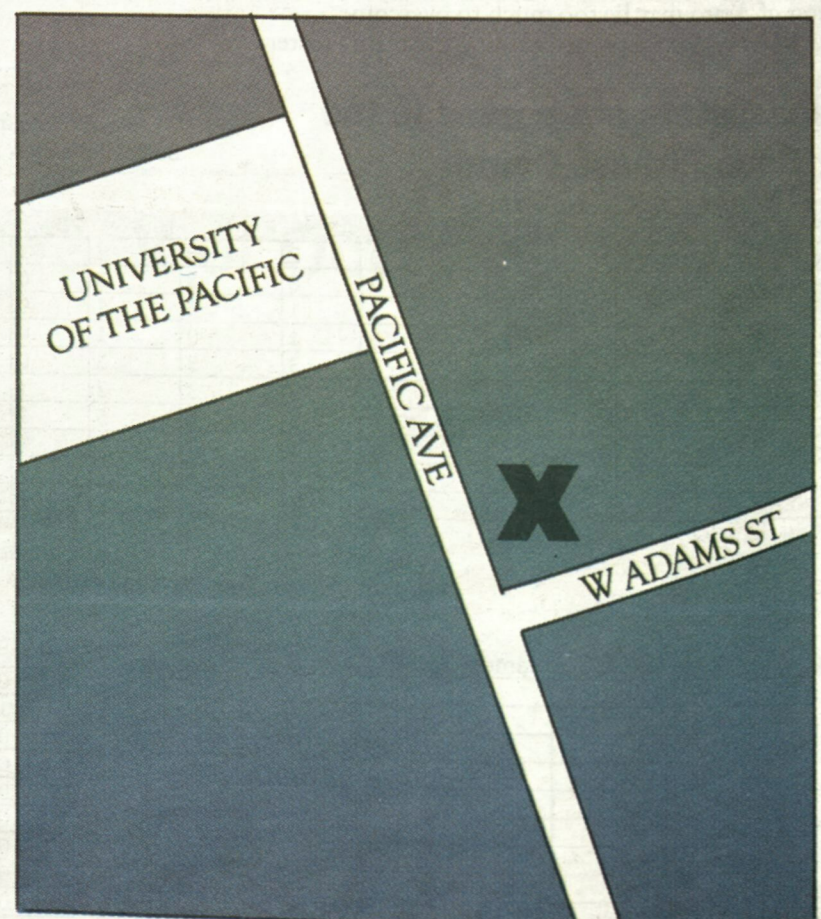 UNIVERSITY
OF THE PACIFIC
PACIFIC AVE
X
W ADAMS ST